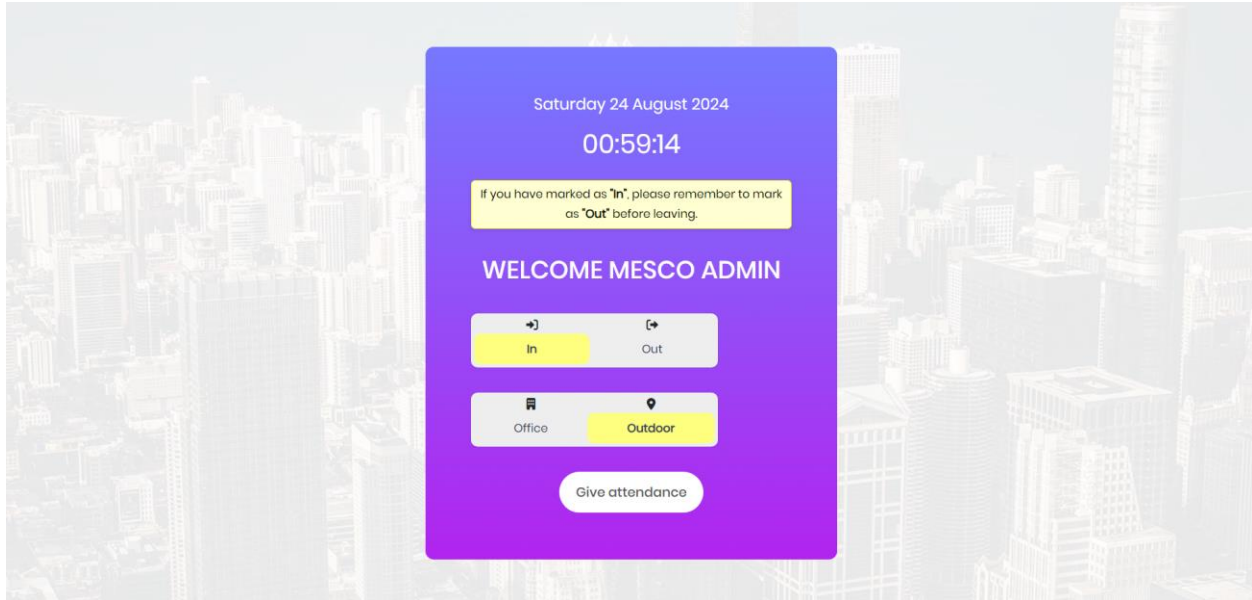 Saturday 24 August 2024
00:59:14
If you have marked as "In", please remember to mark
as "Out" before leaving.
WELCOME MESCO ADMIN
In Out
Office Outdoor
Give attendance